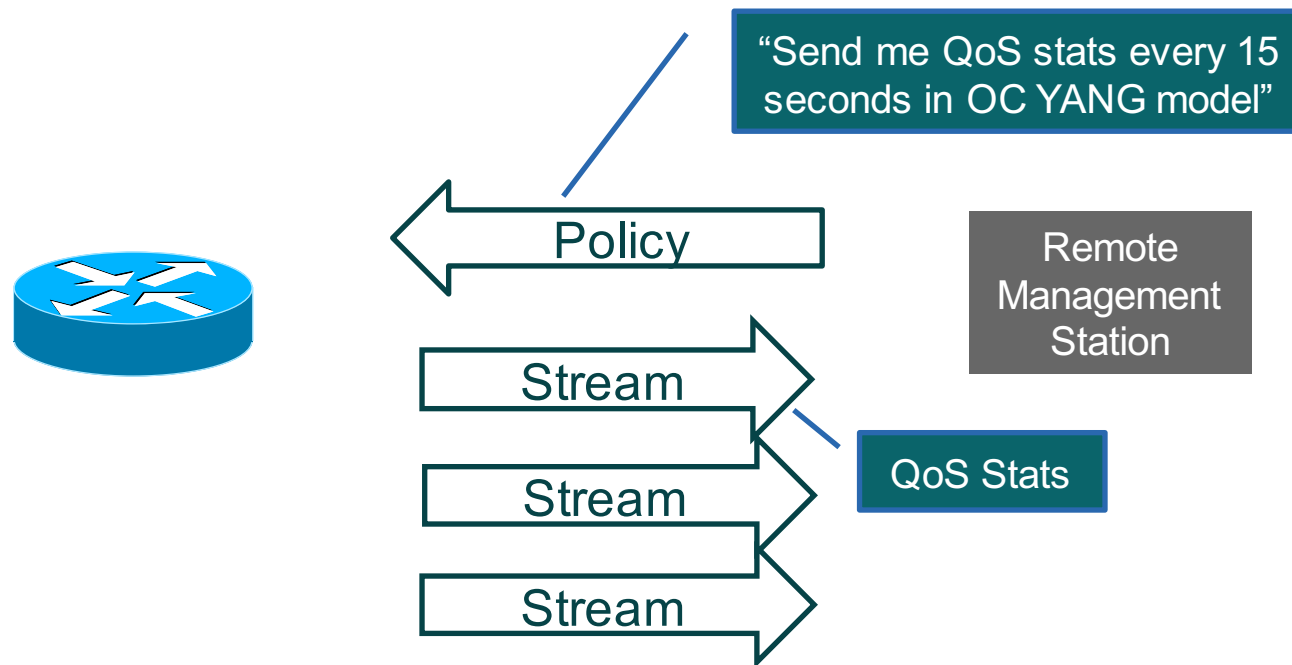 “Send me QoS stats every 15
seconds in OC YANG model”
Policy
Remote
Management
Station
Stream
QoS Stats
Stream
Stream